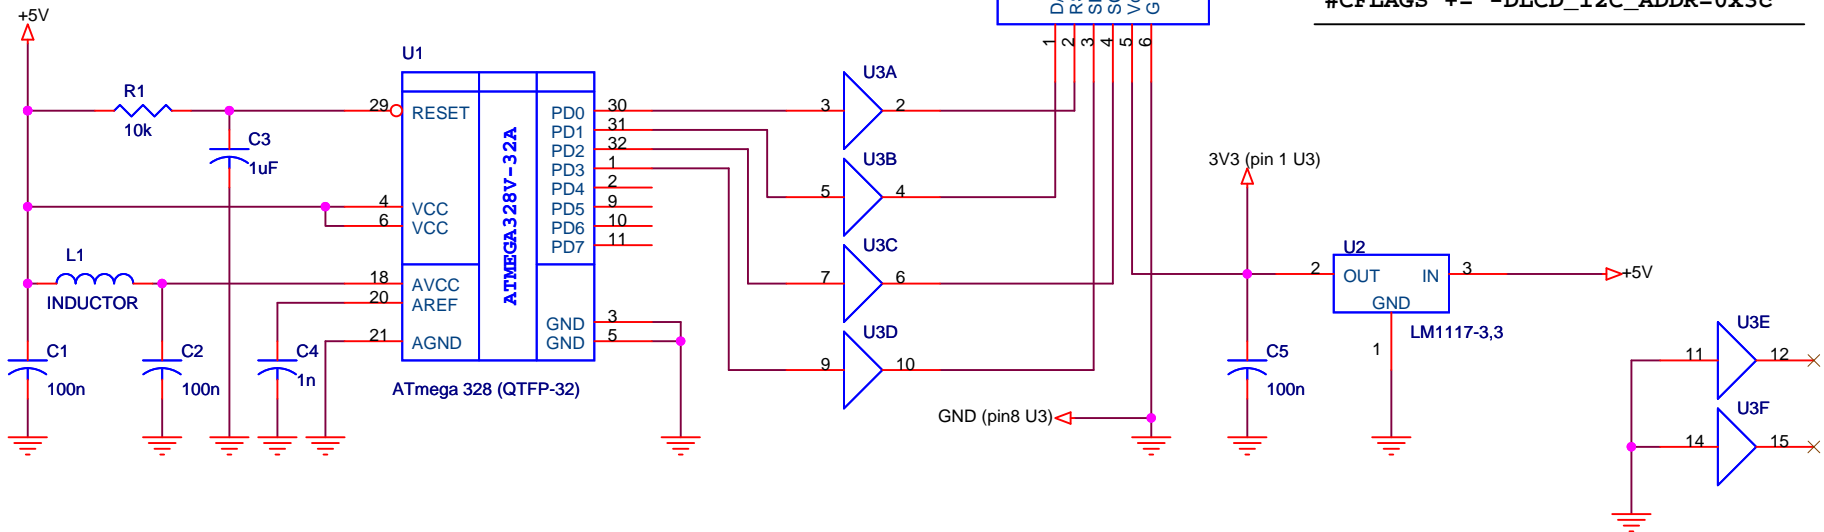 +5V
#CFLAGS += -DLCD_I2C_ADDR=0x3c
1 2 3 4 5 6
U1
U3A
R1
10k
29
RESET
PD0
30
3
2
PD1
31
C3
1uF
PD2
32
U3B
PD3
1
3V3 (pin 1 U3)
PD4
2
5
4
4
VCC
PD5
9
6
VCC
PD6
10
PD7
11
ATMEGA328V-32A
L1
INDUCTOR
U3C
U2
18
AVCC
7
6
2
OUT
IN
3
+5V
20
AREF
GND
GND
3
LM1117-3,3
21
AGND
GND
5
U3D
U3E
C1
100n
C2
100n
C4
1n
9
10
C5
100n
1
11
12
ATmega 328 (QTFP-32)
GND (pin8 U3)
U3F
14
15